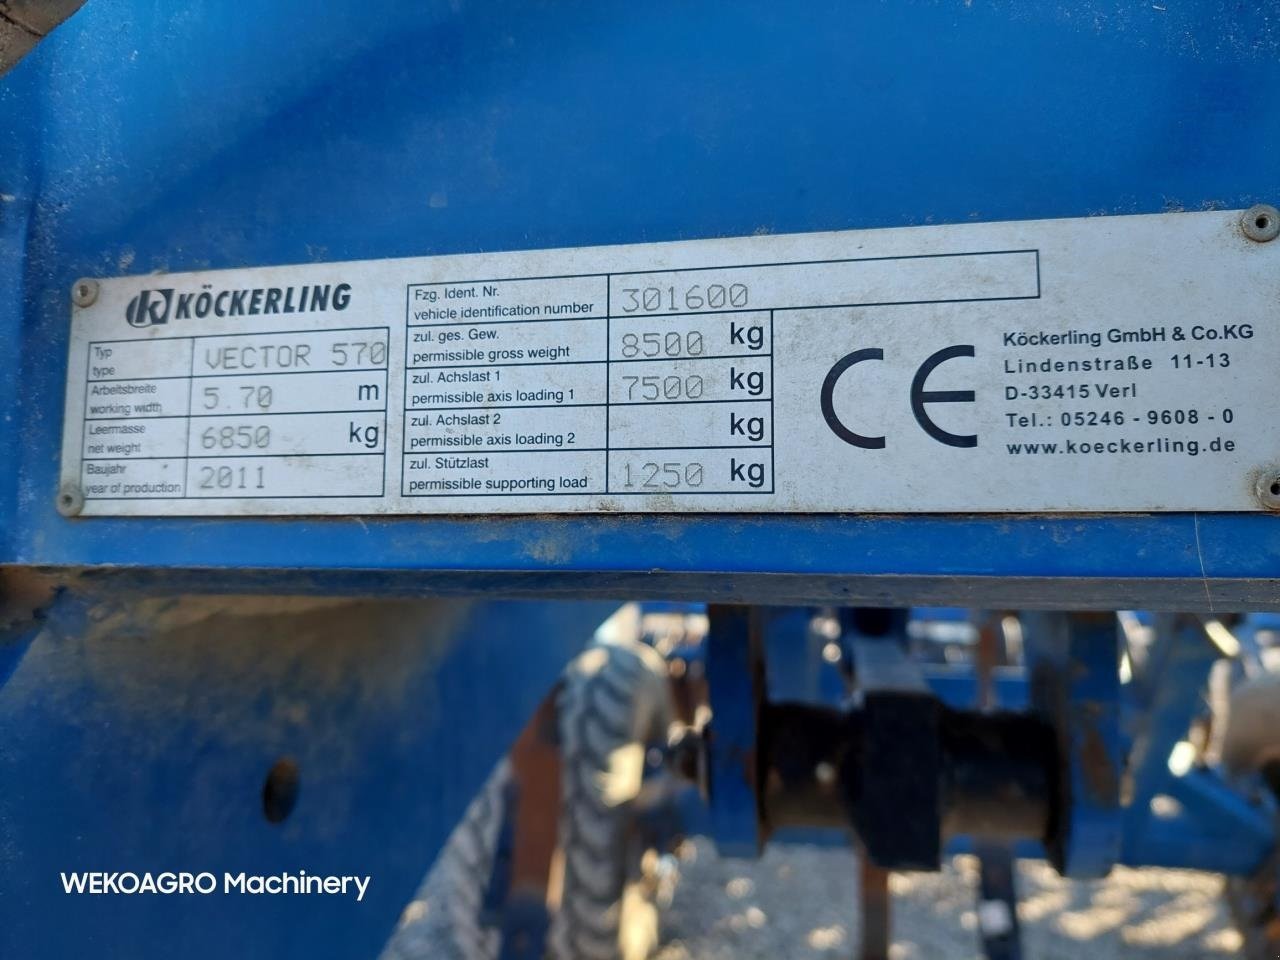 KÖCKERLING
Typ
type
VECTOR 570
Arbeitsbreite
working width
5.70 m
Leermasse
net weight
6850 kg
Baujahr
year of production
2011
Fzg. Ident. Nr.
vehicle identification number
301600
zul. ges. Gew.
permissible gross weight
8500 kg
zul. Achslast 1
permissible axis loading 1
7500 kg
zul. Achslast 2
permissible axis loading 2
kg
zul. Stützlast
permissible supporting load
1250 kg
CE
Köckerling GmbH & Co.KG
Lindenstraße 11-13
D-33415 Verl
Tel.: 05246 - 9608 - 0
www.koeckerling.de
WEKOAGRO Machinery